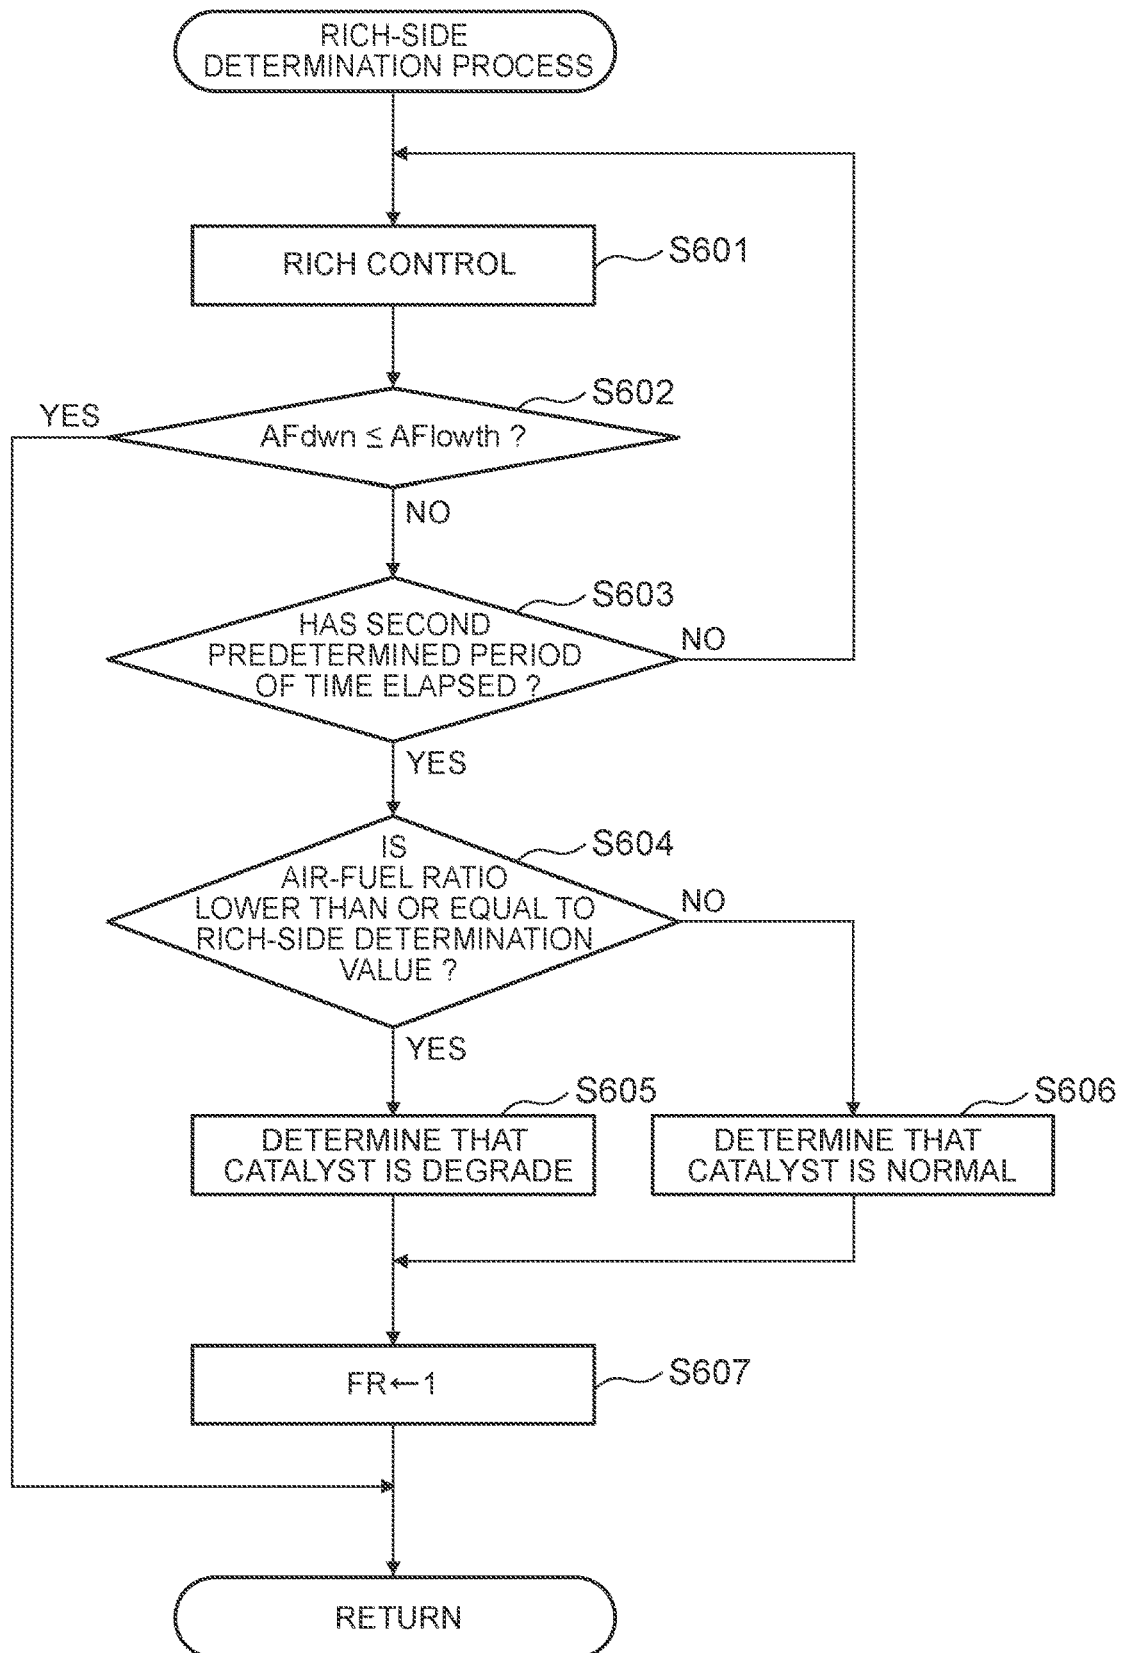 RICH-SIDE
DETERMINATION PROCESS
RICH CONTROL
S601
S602
YES
AFdwn ≤ AFlowth ?
NO
S603
HAS SECOND
PREDETERMINED PERIOD
OF TIME ELAPSED ?
NO
YES
S604
IS
AIR-FUEL RATIO
LOWER THAN OR EQUAL TO
RICH-SIDE DETERMINATION
VALUE ?
NO
YES
S605
DETERMINE THAT
CATALYST IS DEGRADE
S606
DETERMINE THAT
CATALYST IS NORMAL
FR←1
S607
RETURN